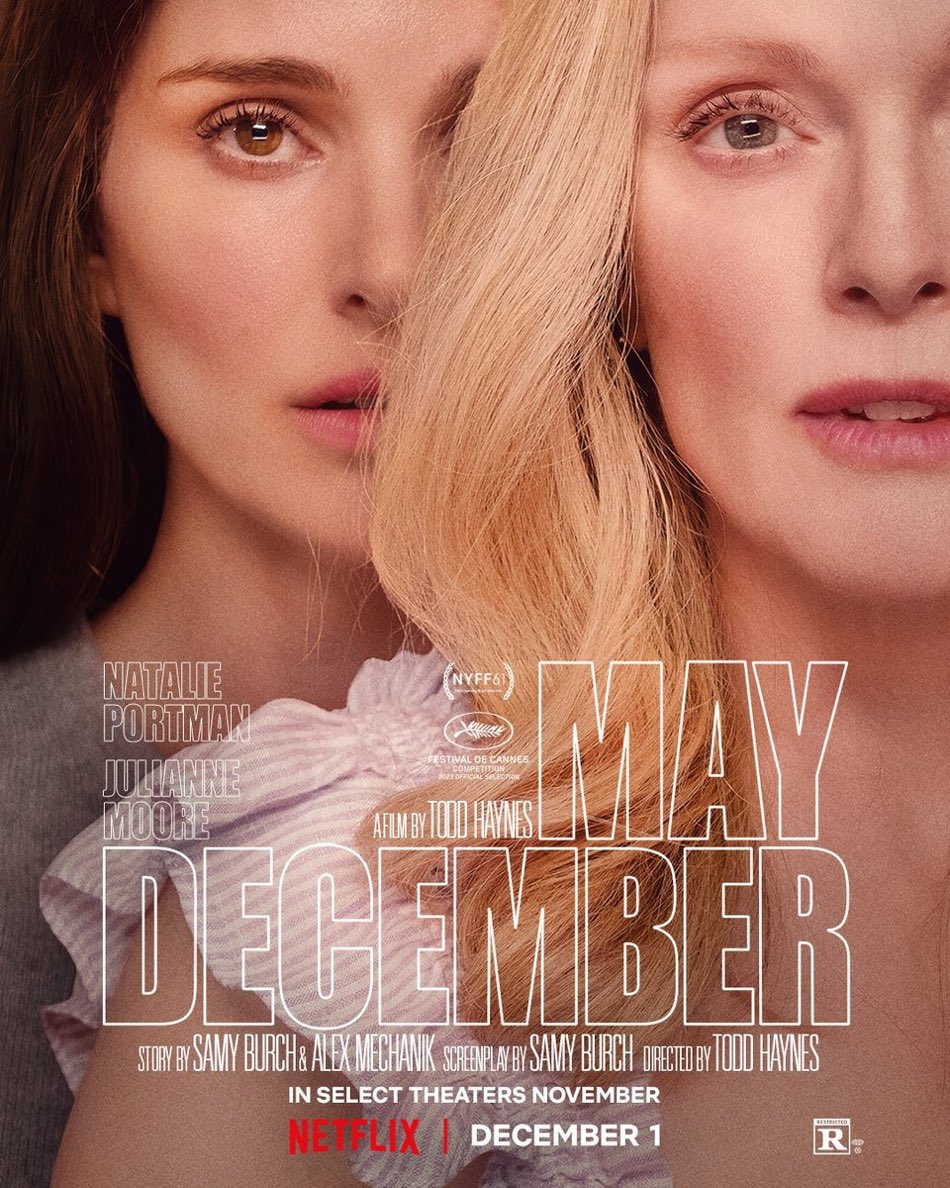 NATALIE
PORTMAN
JULIANNE
MOORE
NYFF61
FESTIVAL DE CANNES
COMPETITION
2023 OFFICIAL SELECTION
A FILM BY TODD HAYNES
MAY
DECEMBER
STORY BY SAMY BURCH & ALEX MECHANIK SCREENPLAY BY SAMY BURCH DIRECTED BY TODD HAYNES
IN SELECT THEATERS NOVEMBER
NETFLIX | DECEMBER 1
RESTRICTED
R